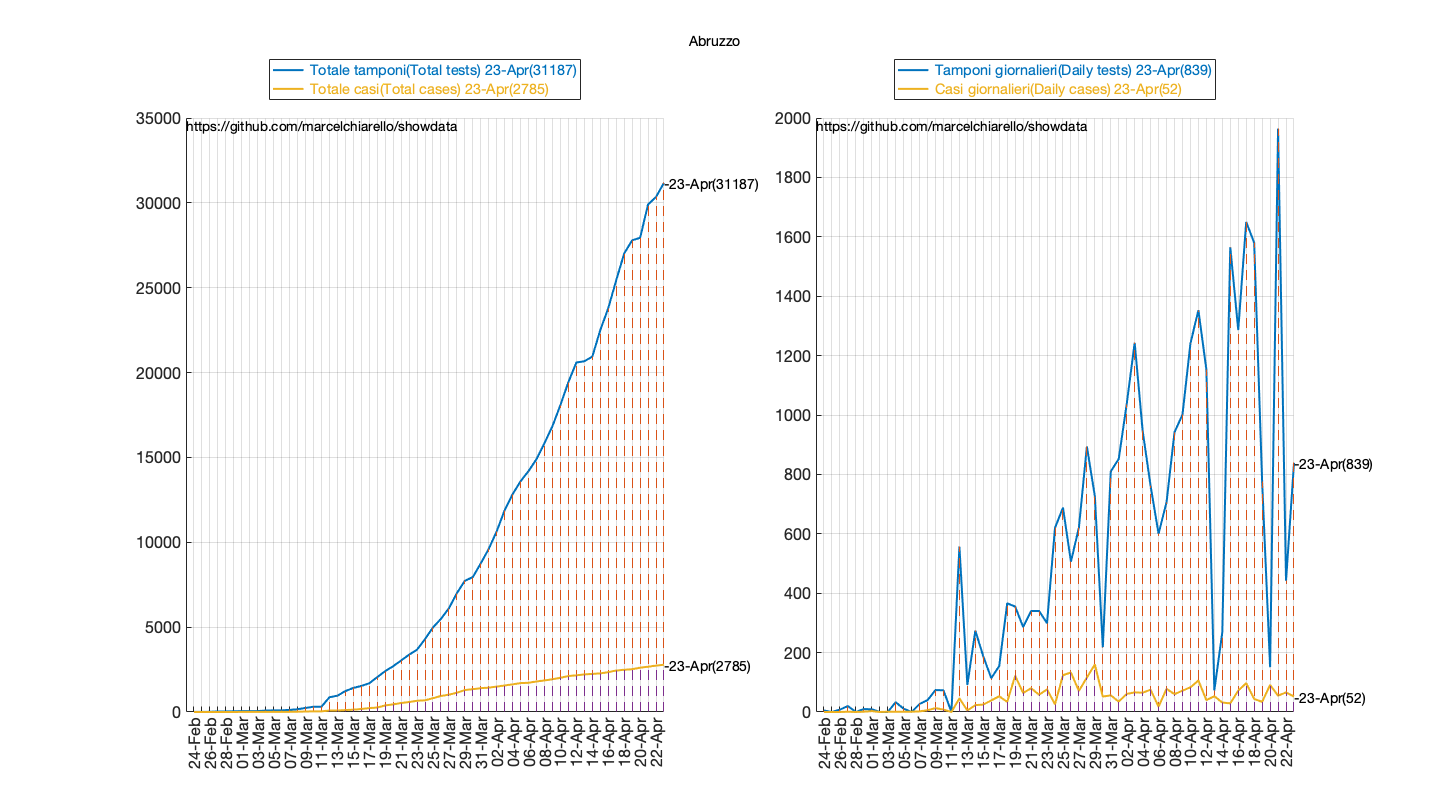 Abruzzo
Totale tamponi(Total tests) 23-Apr(31187)
Totale casi(Total cases) 23-Apr(2785)
https://github.com/marcelchiarello/showdata
35000
30000
25000
20000
15000
10000
5000
0
-23-Apr(31187)
-23-Apr(2785)
24-Feb
26-Feb
28-Feb
01-Mar
03-Mar
05-Mar
07-Mar
09-Mar
11-Mar
13-Mar
15-Mar
17-Mar
19-Mar
21-Mar
23-Mar
25-Mar
27-Mar
29-Mar
31-Mar
02-Apr
04-Apr
06-Apr
08-Apr
10-Apr
12-Apr
14-Apr
16-Apr
18-Apr
20-Apr
22-Apr
Tamponi giornalieri(Daily tests) 23-Apr(839)
Casi giornalieri(Daily cases) 23-Apr(52)
https://github.com/marcelchiarello/showdata
2000
1800
1600
1400
1200
1000
800
600
400
200
0
-23-Apr(839)
-23-Apr(52)
24-Feb
26-Feb
28-Feb
01-Mar
03-Mar
05-Mar
07-Mar
09-Mar
11-Mar
13-Mar
15-Mar
17-Mar
19-Mar
21-Mar
23-Mar
25-Mar
27-Mar
29-Mar
31-Mar
02-Apr
04-Apr
06-Apr
08-Apr
10-Apr
12-Apr
14-Apr
16-Apr
18-Apr
20-Apr
22-Apr